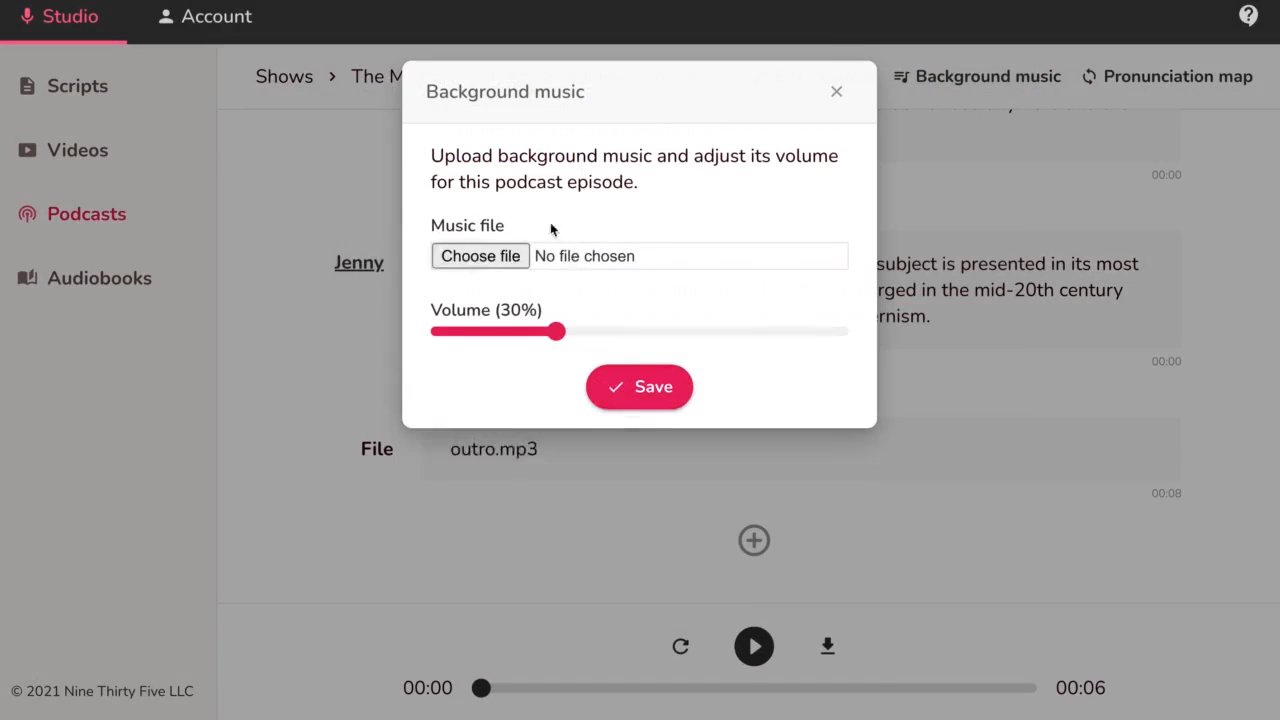 Studio
Account
Scripts
Videos
Podcasts
Audiobooks
© 2021 Nine Thirty Five LLC
Shows > The M
Background music
Pronunciation map
Background music
Upload background music and adjust its volume
for this podcast episode.
Music file
Choose file No file chosen
Volume (30%)
Save
00:00
Jenny
subject is presented in its most
rged in the mid-20th century
rnism.
00:00
File
outro.mp3
00:08
00:00
00:06